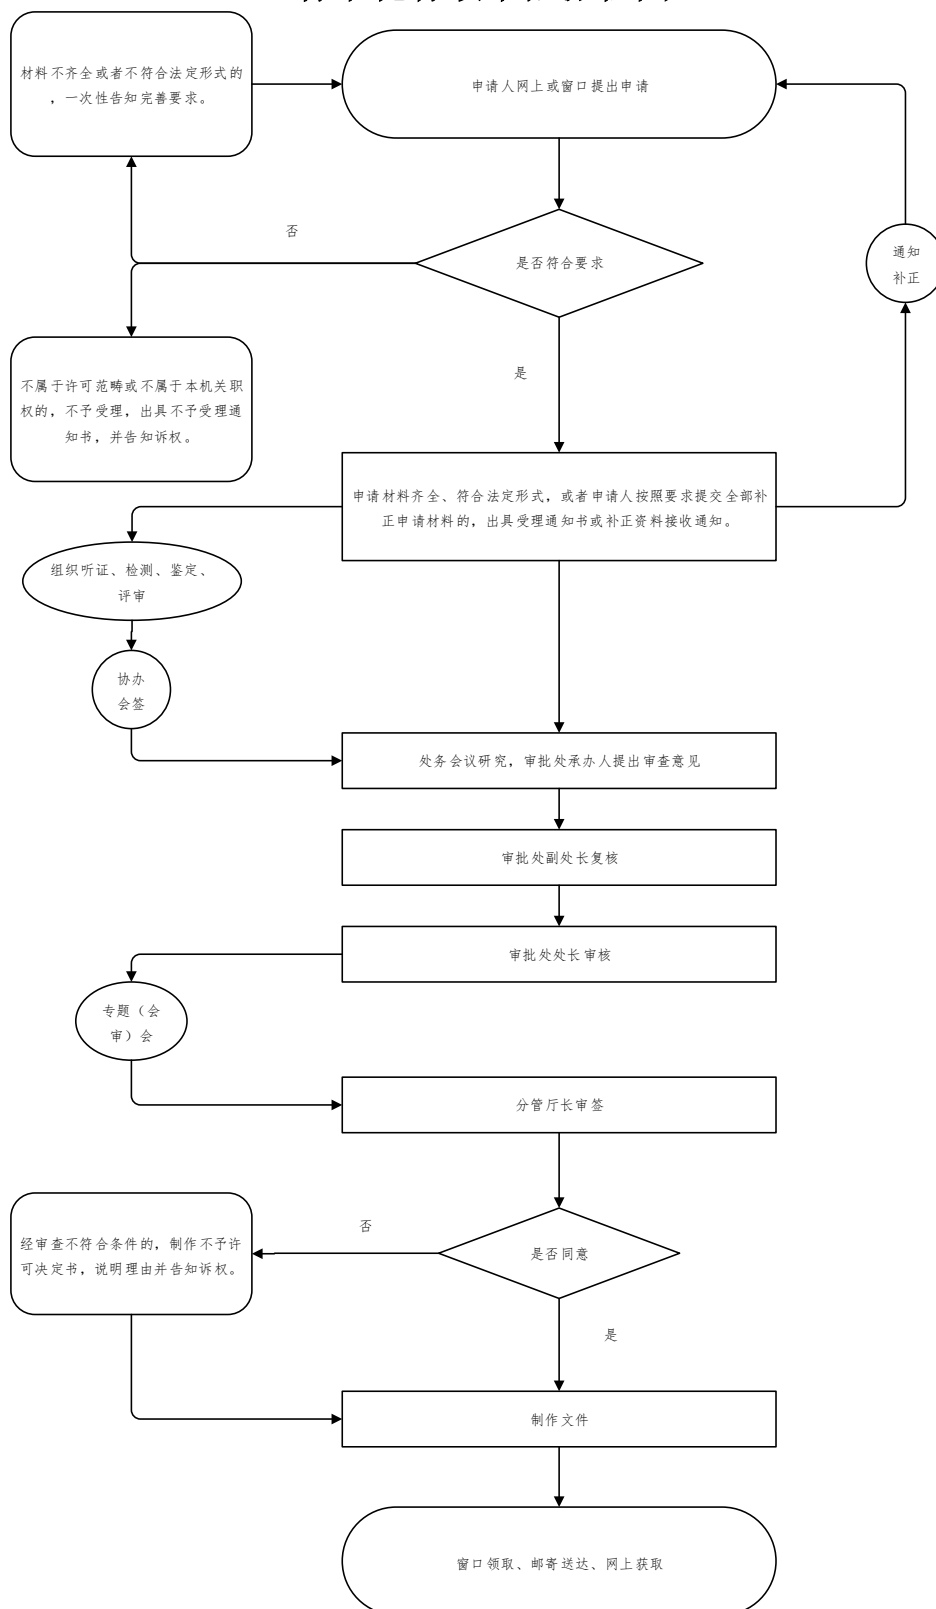 材料不齐全或者不符合法定形式的
，一次性告知完善要求。
申请人网上或窗口提出申请
否
是否符合要求
通知
补正
是
不属于许可范畴或不属于本机关职
权的，不予受理，出具不予受理通
知书，并告知诉权。
申请材料齐全、符合法定形式，或者申请人按照要求提交全部补
正申请材料的，出具受理通知书或补正资料接收通知。
组织听证、检测、鉴定、
评审
协办
会签
处务会议研究，审批处承办人提出审查意见
审批处副处长复核
审批处处长审核
专题（会
审）会
分管厅长审签
否
是否同意
经审查不符合条件的，制作不予许
可决定书，说明理由并告知诉权。
是
制作文件
窗口领取、邮寄送达、网上获取